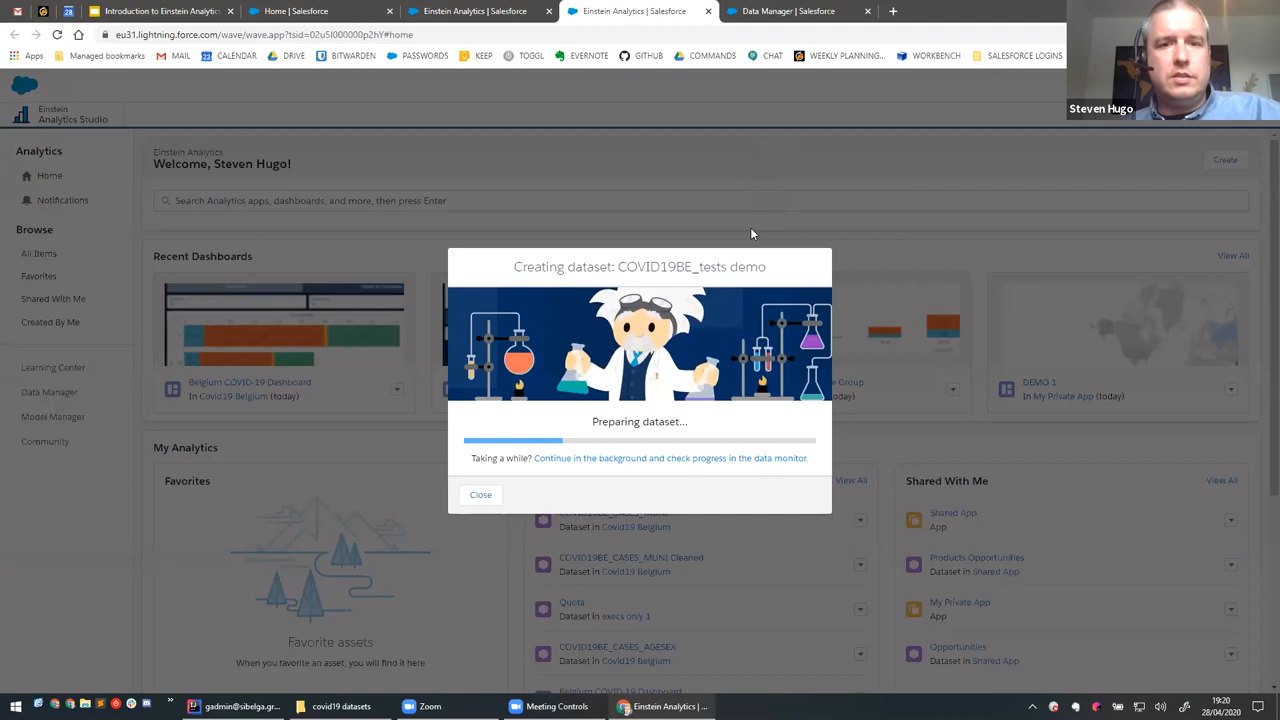 Introduction to Einstein Analytics
Home | Salesforce
Einstein Analytics | Salesforce
Einstein Analytics | Salesforce
Data Manager | Salesforce
eu31.lightning.force.com/wave/wave.app?tsid=02u5I000000p2hY#home
Apps
Managed bookmarks
MAIL
CALENDAR
DRIVE
BITWARDEN
PASSWORDS
KEEP
TOGGL
EVERNOTE
GITHUB
COMMANDS
CHAT
WEEKLY PLANNING...
WORKBENCH
SALESFORCE LOGINS
Steven Hugo
Einstein
Analytics Studio
Analytics
Home
Notifications
Browse
All Items
Favorites
Shared With Me
Created By Me
Learning Center
Data Manager
Model Manager
Community
Einstein Analytics
Welcome, Steven Hugo!
Create
Search Analytics apps, dashboards, and more, then press Enter
Recent Dashboards
View All
Belgium COVID-19 Dashboard
In Covid19 Belgium (today)
e Group
today)
DEMO 1
In My Private App (today)
Creating dataset: COVID19BE_tests demo
Preparing dataset...
Taking a while? Continue in the background and check progress in the data monitor.
Close
My Analytics
Favorites
Favorite assets
When you favorite an asset, you will find it here
View All
Dataset in Covid19 Belgium
COVID19BE_CASES_MUNI Cleaned
Dataset in Covid19 Belgium
Quota
Dataset in execs only 1
COVID19BE_CASES_AGESEX
Dataset in Covid19 Belgium
Belgium COVID-19 Dashboard
Shared With Me
View All
Shared App
App
Products Opportunities
Dataset in Shared App
My Private App
App
Opportunities
Dataset in Shared App
gadmin@sibelga.gr...
covid19 datasets
Zoom
Meeting Controls
Einstein Analytics | ...
19:20
28/04/2020